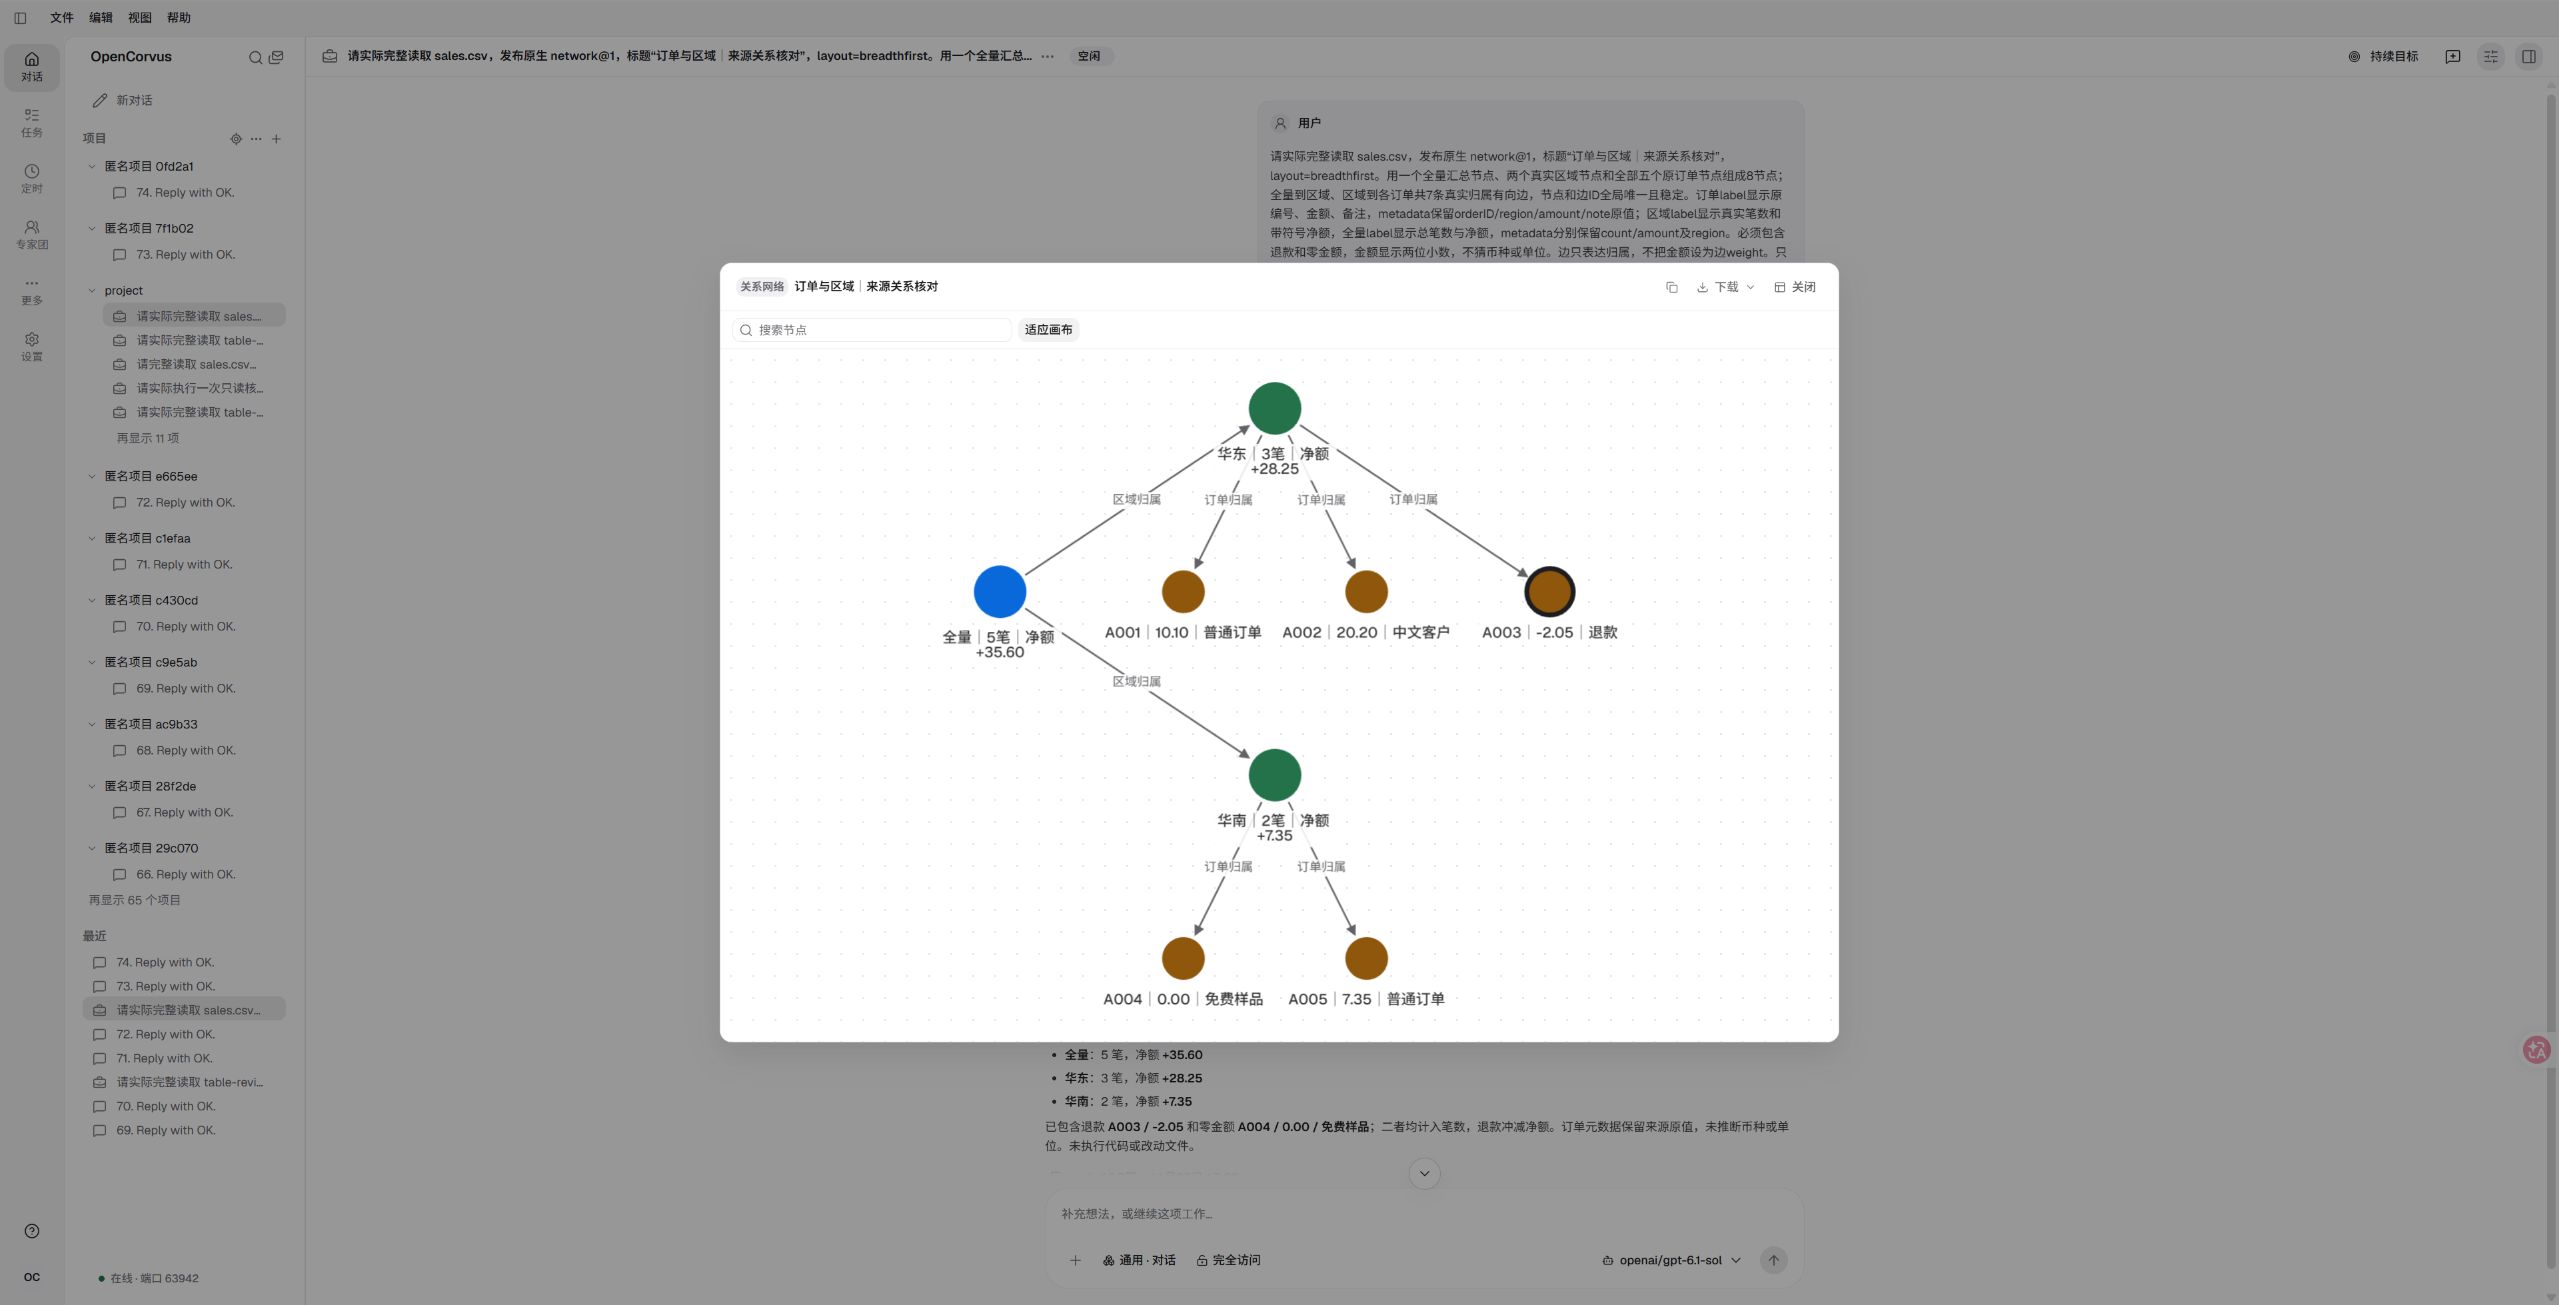 文件 编辑 视图 帮助
对话
任务
定时
专家团
更多
设置
OC
OpenCorvus
新对话
项目
匿名项目 0fd2a1
74. Reply with OK.
匿名项目 7f1b02
73. Reply with OK.
project
请实际完整读取 sales....
请实际完整读取 table-...
请完整读取 sales.csv...
请实际执行一次只读核...
请实际完整读取 table-...
再显示 11 项
匿名项目 e665ee
72. Reply with OK.
匿名项目 c1efaa
71. Reply with OK.
匿名项目 c430cd
70. Reply with OK.
匿名项目 c9e5ab
69. Reply with OK.
匿名项目 ac9b33
68. Reply with OK.
匿名项目 28f2de
67. Reply with OK.
匿名项目 29c070
66. Reply with OK.
再显示 65 个项目
最近
74. Reply with OK.
73. Reply with OK.
请实际完整读取 sales.csv...
72. Reply with OK.
71. Reply with OK.
请实际完整读取 table-revi...
70. Reply with OK.
69. Reply with OK.
在线 · 端口 63942
请实际完整读取 sales.csv，发布原生 network@1，标题“订单与区域｜来源关系核对”，layout=breadthfirst。用一个全量汇总... 空闲
持续目标
用户
请实际完整读取 sales.csv，发布原生 network@1，标题“订单与区域｜来源关系核对”，
layout=breadthfirst。用一个全量汇总节点、两个真实区域节点和全部五个原订单节点组成8节点；
全量到区域、区域到各订单共7条真实归属有向边，节点和边ID全局唯一且稳定。订单label显示原
编号、金额、备注，metadata保留orderID/region/amount/note原值；区域label显示真实笔数和
带符号净额，全量label显示总笔数与净额，metadata分别保留count/amount及region。必须包含
退款和零金额，金额显示两位小数，不猜币种或单位。边只表达归属，不把金额设为边weight。只
关系网络 订单与区域｜来源关系核对
下载 关闭
搜索节点 适应画布
华东｜3笔｜净额
+28.25
区域归属 订单归属 订单归属 订单归属
全量｜5笔｜净额
+35.60
A001｜10.10｜普通订单 A002｜20.20｜中文客户 A003｜-2.05｜退款
区域归属
华南｜2笔｜净额
+7.35
订单归属 订单归属
A004｜0.00｜免费样品 A005｜7.35｜普通订单
• 全量：5 笔，净额 +35.60
• 华东：3 笔，净额 +28.25
• 华南：2 笔，净额 +7.35
已包含退款 A003 / -2.05 和零金额 A004 / 0.00 / 免费样品；二者均计入笔数，退款冲减净额。订单元数据保留来源原值，未推断币种或单
位。未执行代码或改动文件。
补充想法，或继续这项工作...
通用 · 对话 完全访问
openai/gpt-6.1-sol